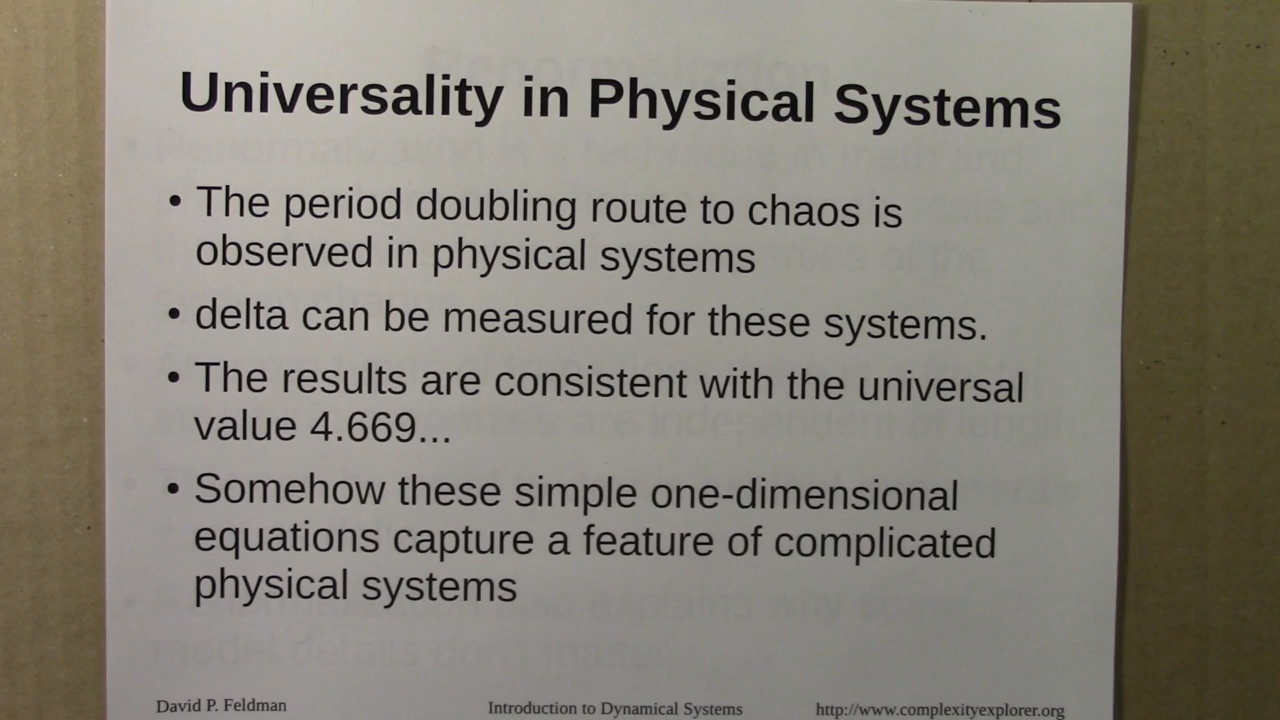 Universality in Physical Systems
• The period doubling route to chaos is
observed in physical systems
• delta can be measured for these systems.
• The results are consistent with the universal
value 4.669...
• Somehow these simple one-dimensional
equations capture a feature of complicated
physical systems
David P. Feldman Introduction to Dynamical Systems http://www.complexityexplorer.org